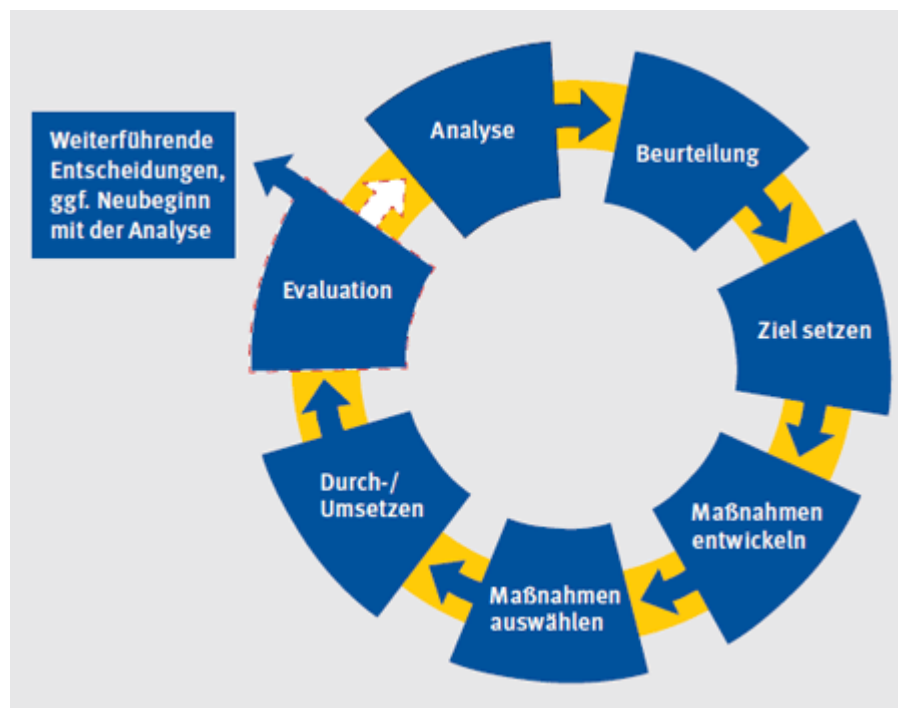 Analyse
Beurteilung
Ziel setzen
Maßnahmen
entwickeln
Maßnahmen
auswählen
Durch-/
Umsetzen
Evaluation
Weiterführende
Entscheidungen,
ggf. Neubeginn
mit der Analyse